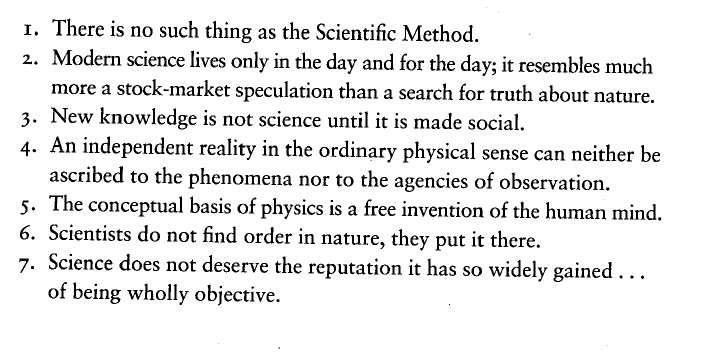 1. There is no such thing as the Scientific Method.
2. Modern science lives only in the day and for the day; it resembles much
more a stock-market speculation than a search for truth about nature.
3. New knowledge is not science until it is made social.
4. An independent reality in the ordinary physical sense can neither be
ascribed to the phenomena nor to the agencies of observation.
5. The conceptual basis of physics is a free invention of the human mind.
6. Scientists do not find order in nature, they put it there.
7. Science does not deserve the reputation it has so widely gained . . .
of being wholly objective.